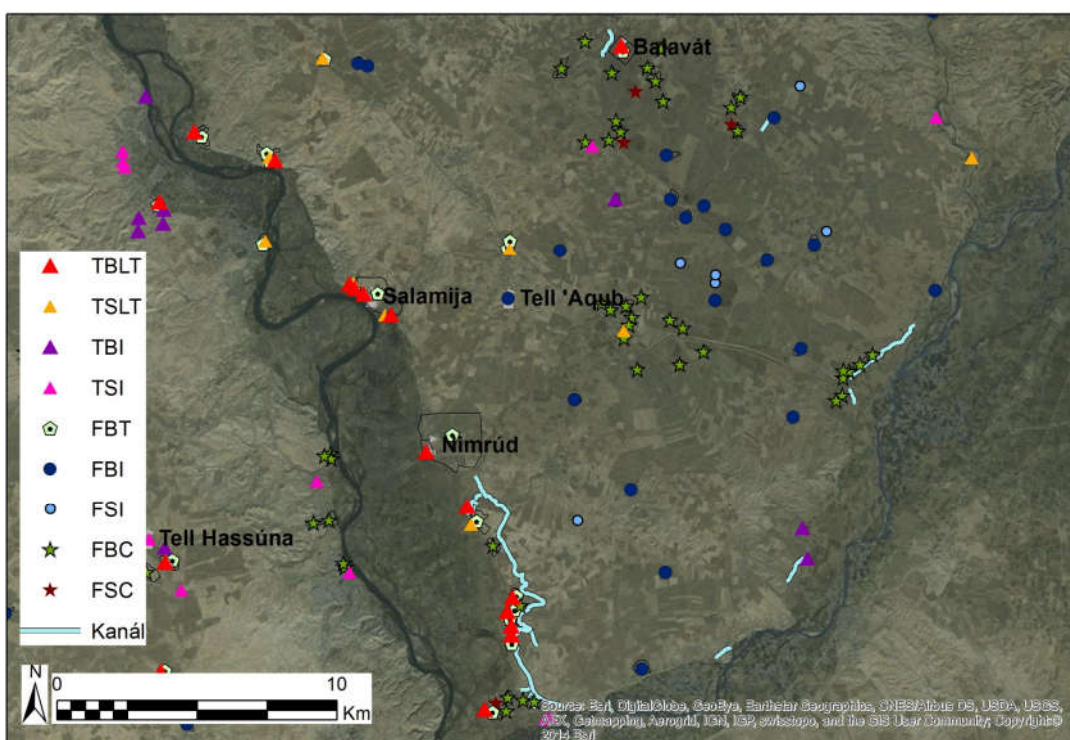 Balavát
Salamija
Tell 'Aqub
Nimrúd
Tell Hassúna
TBLT
TSLT
TBI
TSI
FBT
FBI
FSI
FBC
FSC
Kanál
N
0 10
Km
Source: Esri, DigitalGlobe, GeoEye, Earthstar Geographics, CNES/Airbus DS, USDA, USGS,
AEX, Getmapping, Aerogrid, IGN, IGP, swisstopo, and the GIS User Community; Copyright:©
2014 Esri